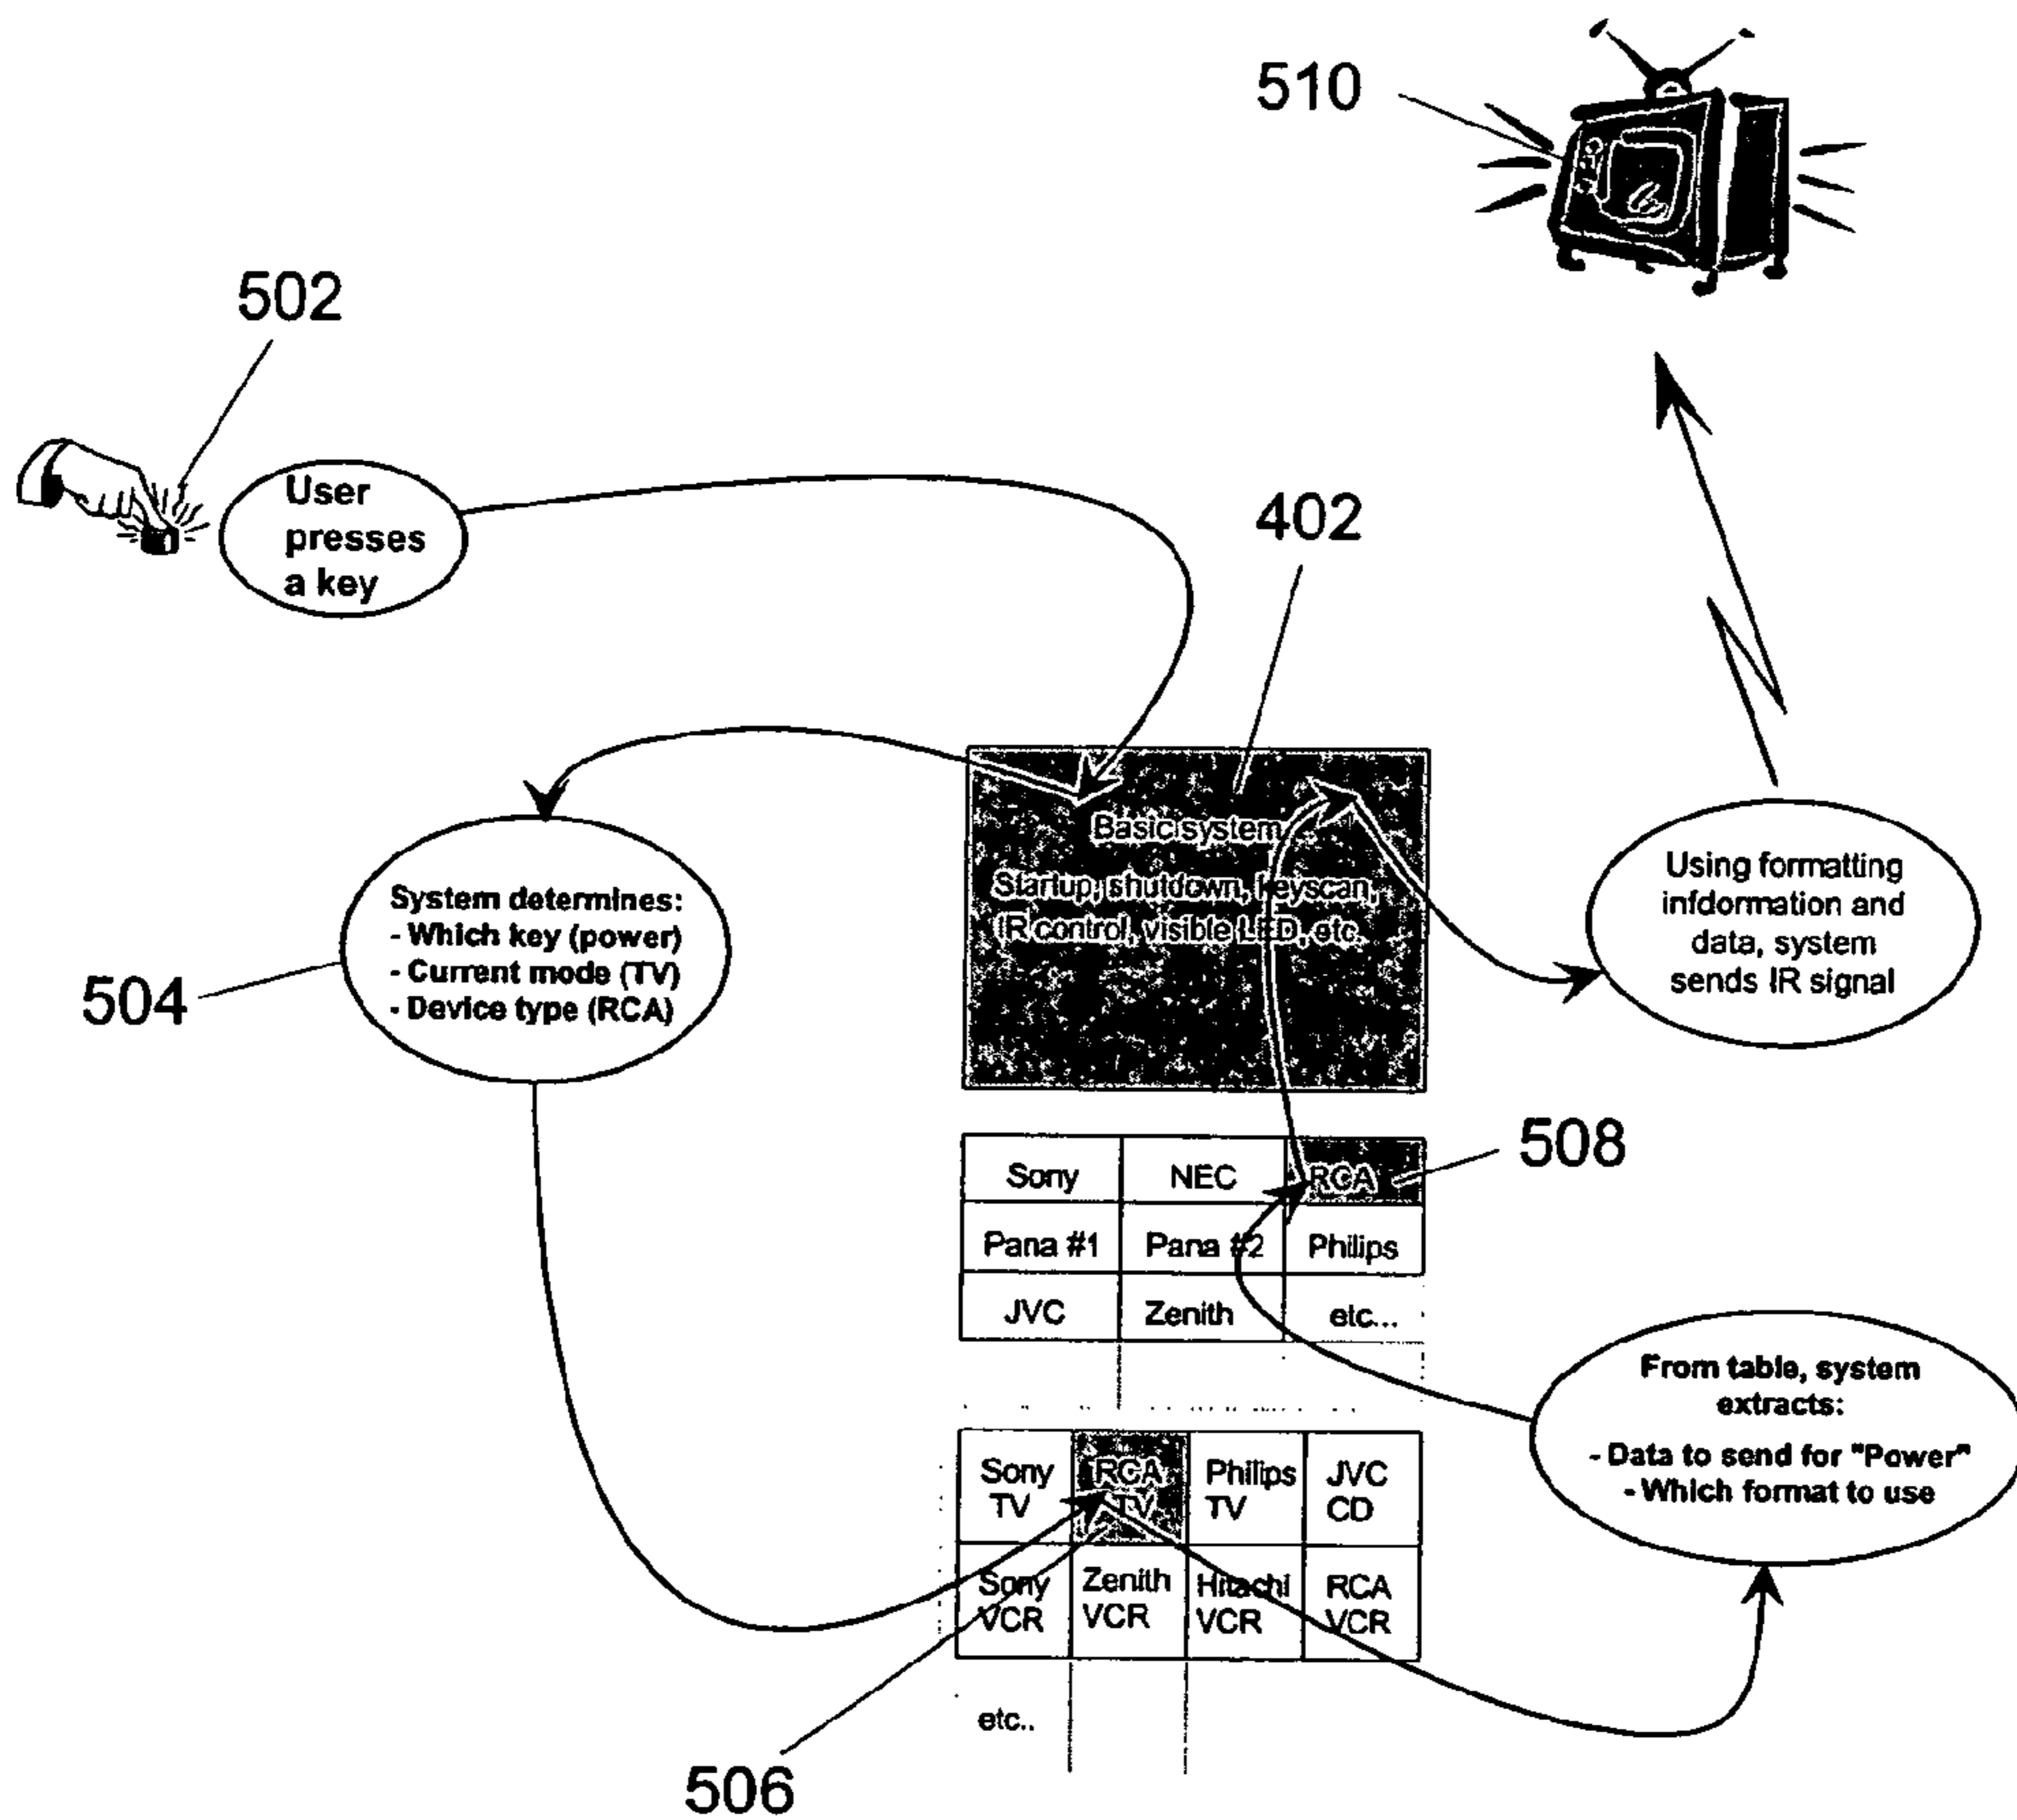 510
502
User
presses
a key
402
Basic system
Startup, shutdown, keyscan,
IR control, visible LED, etc.
System determines:
- Which key (power)
- Current mode (TV)
- Device type (RCA)
504
Using formatting
infdormation and
data, system
sends IR signal
508
Sony NEC RCA
Pana #1 Pana #2 Philips
JVC Zenith etc...
From table, system
extracts:
- Data to send for "Power"
- Which format to use
Sony RCA Philips JVC
TV TV TV CD
Sony Zenith Hitachi RCA
VCR VCR VCR VCR
etc..
506